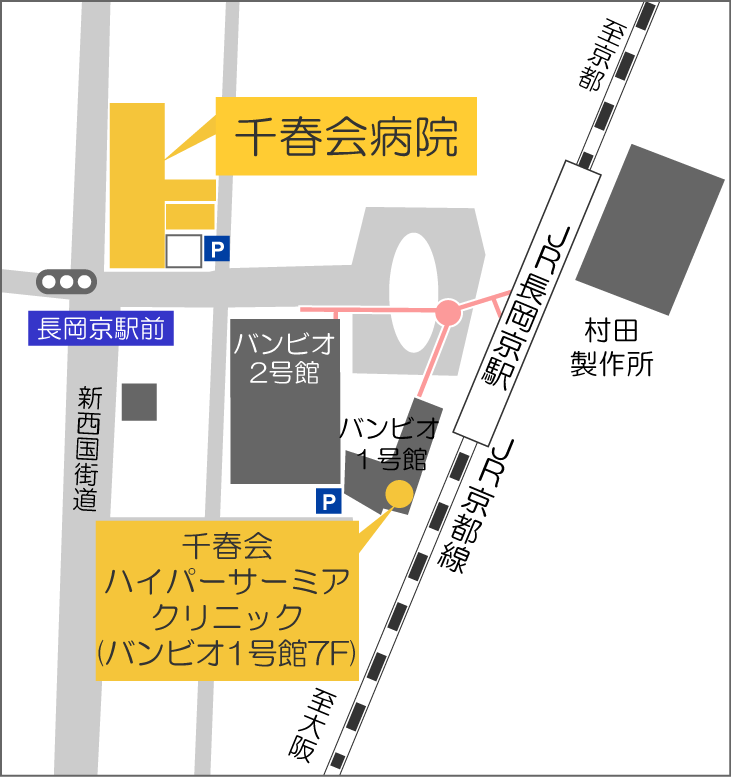 至京都
千春会病院
P
JR長岡京駅
長岡京駅前
村田
製作所
バンビオ
2号館
新西国街道
バンビオ
1号館
P
JR京都線
千春会
ハイパーサーミア
クリニック
(バンビオ1号館7F)
至大阪